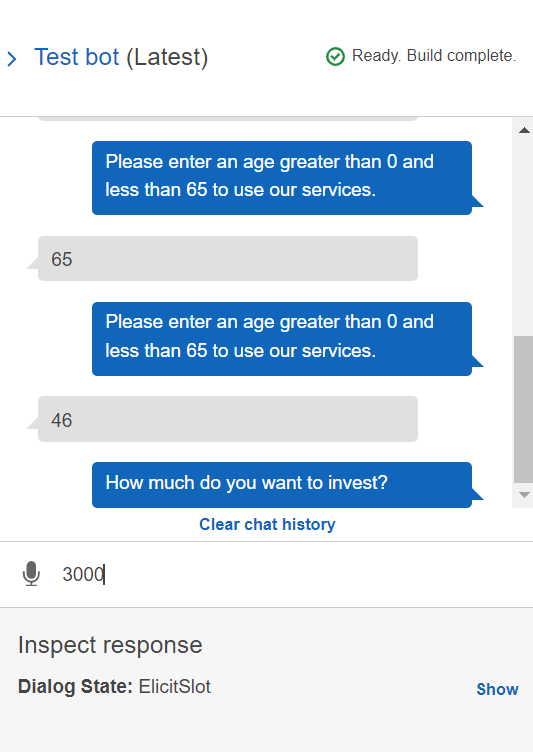 Test bot (Latest)
Ready. Build complete.
Please enter an age greater than 0 and
less than 65 to use our services.
65
Please enter an age greater than 0 and
less than 65 to use our services.
46
How much do you want to invest?
Clear chat history
3000
Inspect response
Dialog State: ElicitSlot
Show